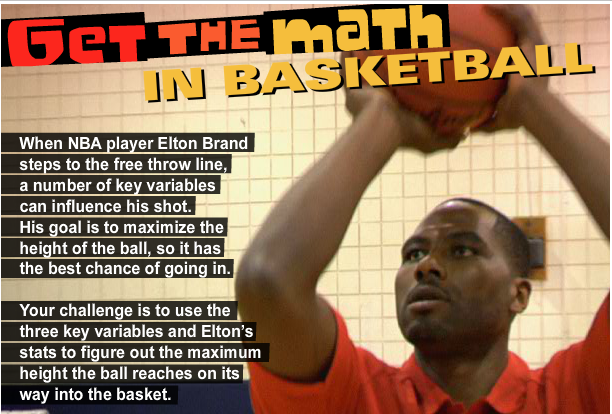 GET THE math
IN BASKETBALL
When NBA player Elton Brand
steps to the free throw line,
a number of key variables
can influence his shot.
His goal is to maximize the
height of the ball, so it has
the best chance of going in.
Your challenge is to use the
three key variables and Elton's
stats to figure out the maximum
height the ball reaches on its
way into the basket.